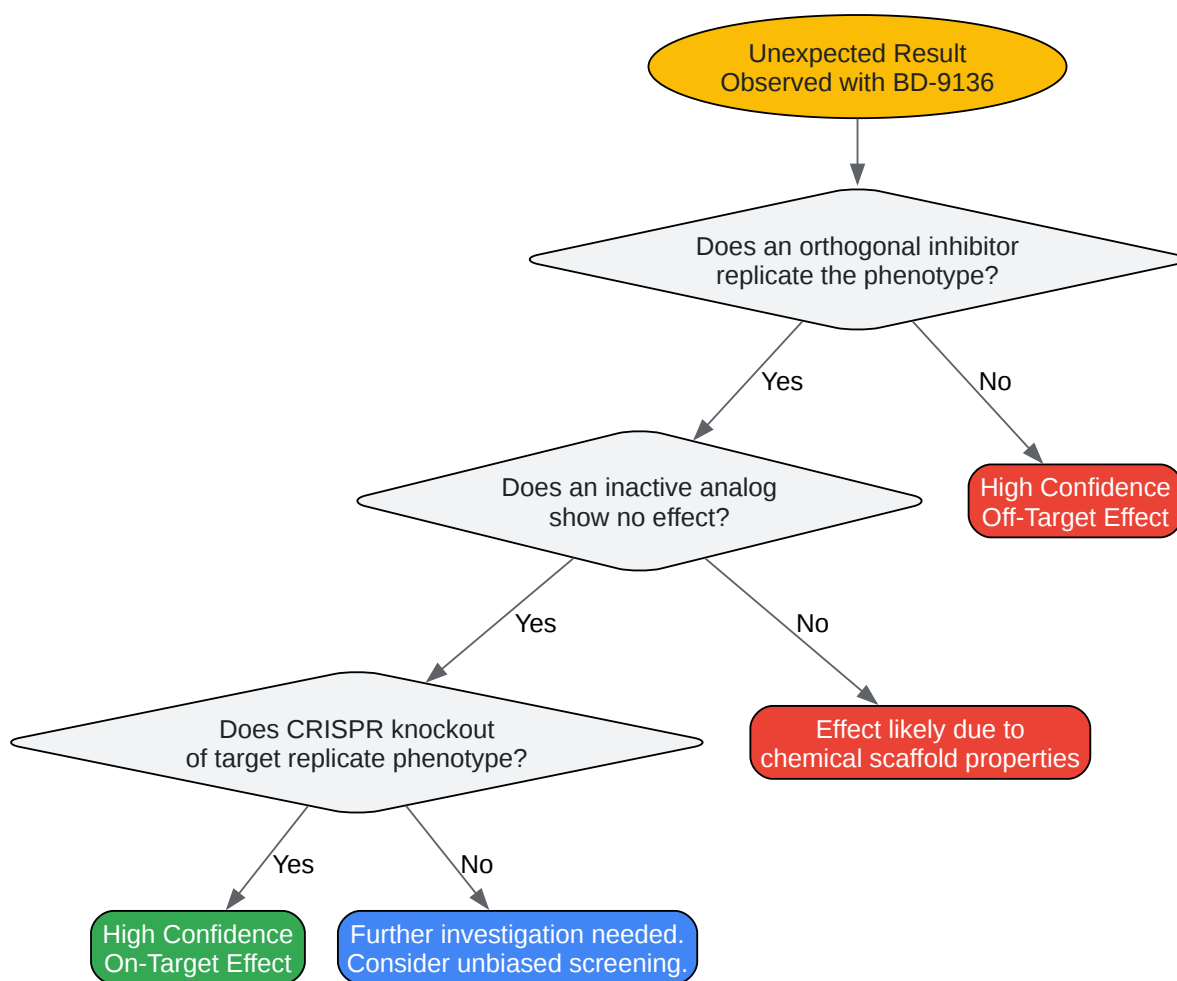 Unexpected Result
Observed with BD-9136
Does an orthogonal inhibitor
replicate the phenotype?
Yes
No
Does an inactive analog
show no effect?
High Confidence
Off-Target Effect
Yes
No
Does CRISPR knockout
of target replicate phenotype?
Effect likely due to
chemical scaffold properties
Yes
No
High Confidence
On-Target Effect
Further investigation needed.
Consider unbiased screening.